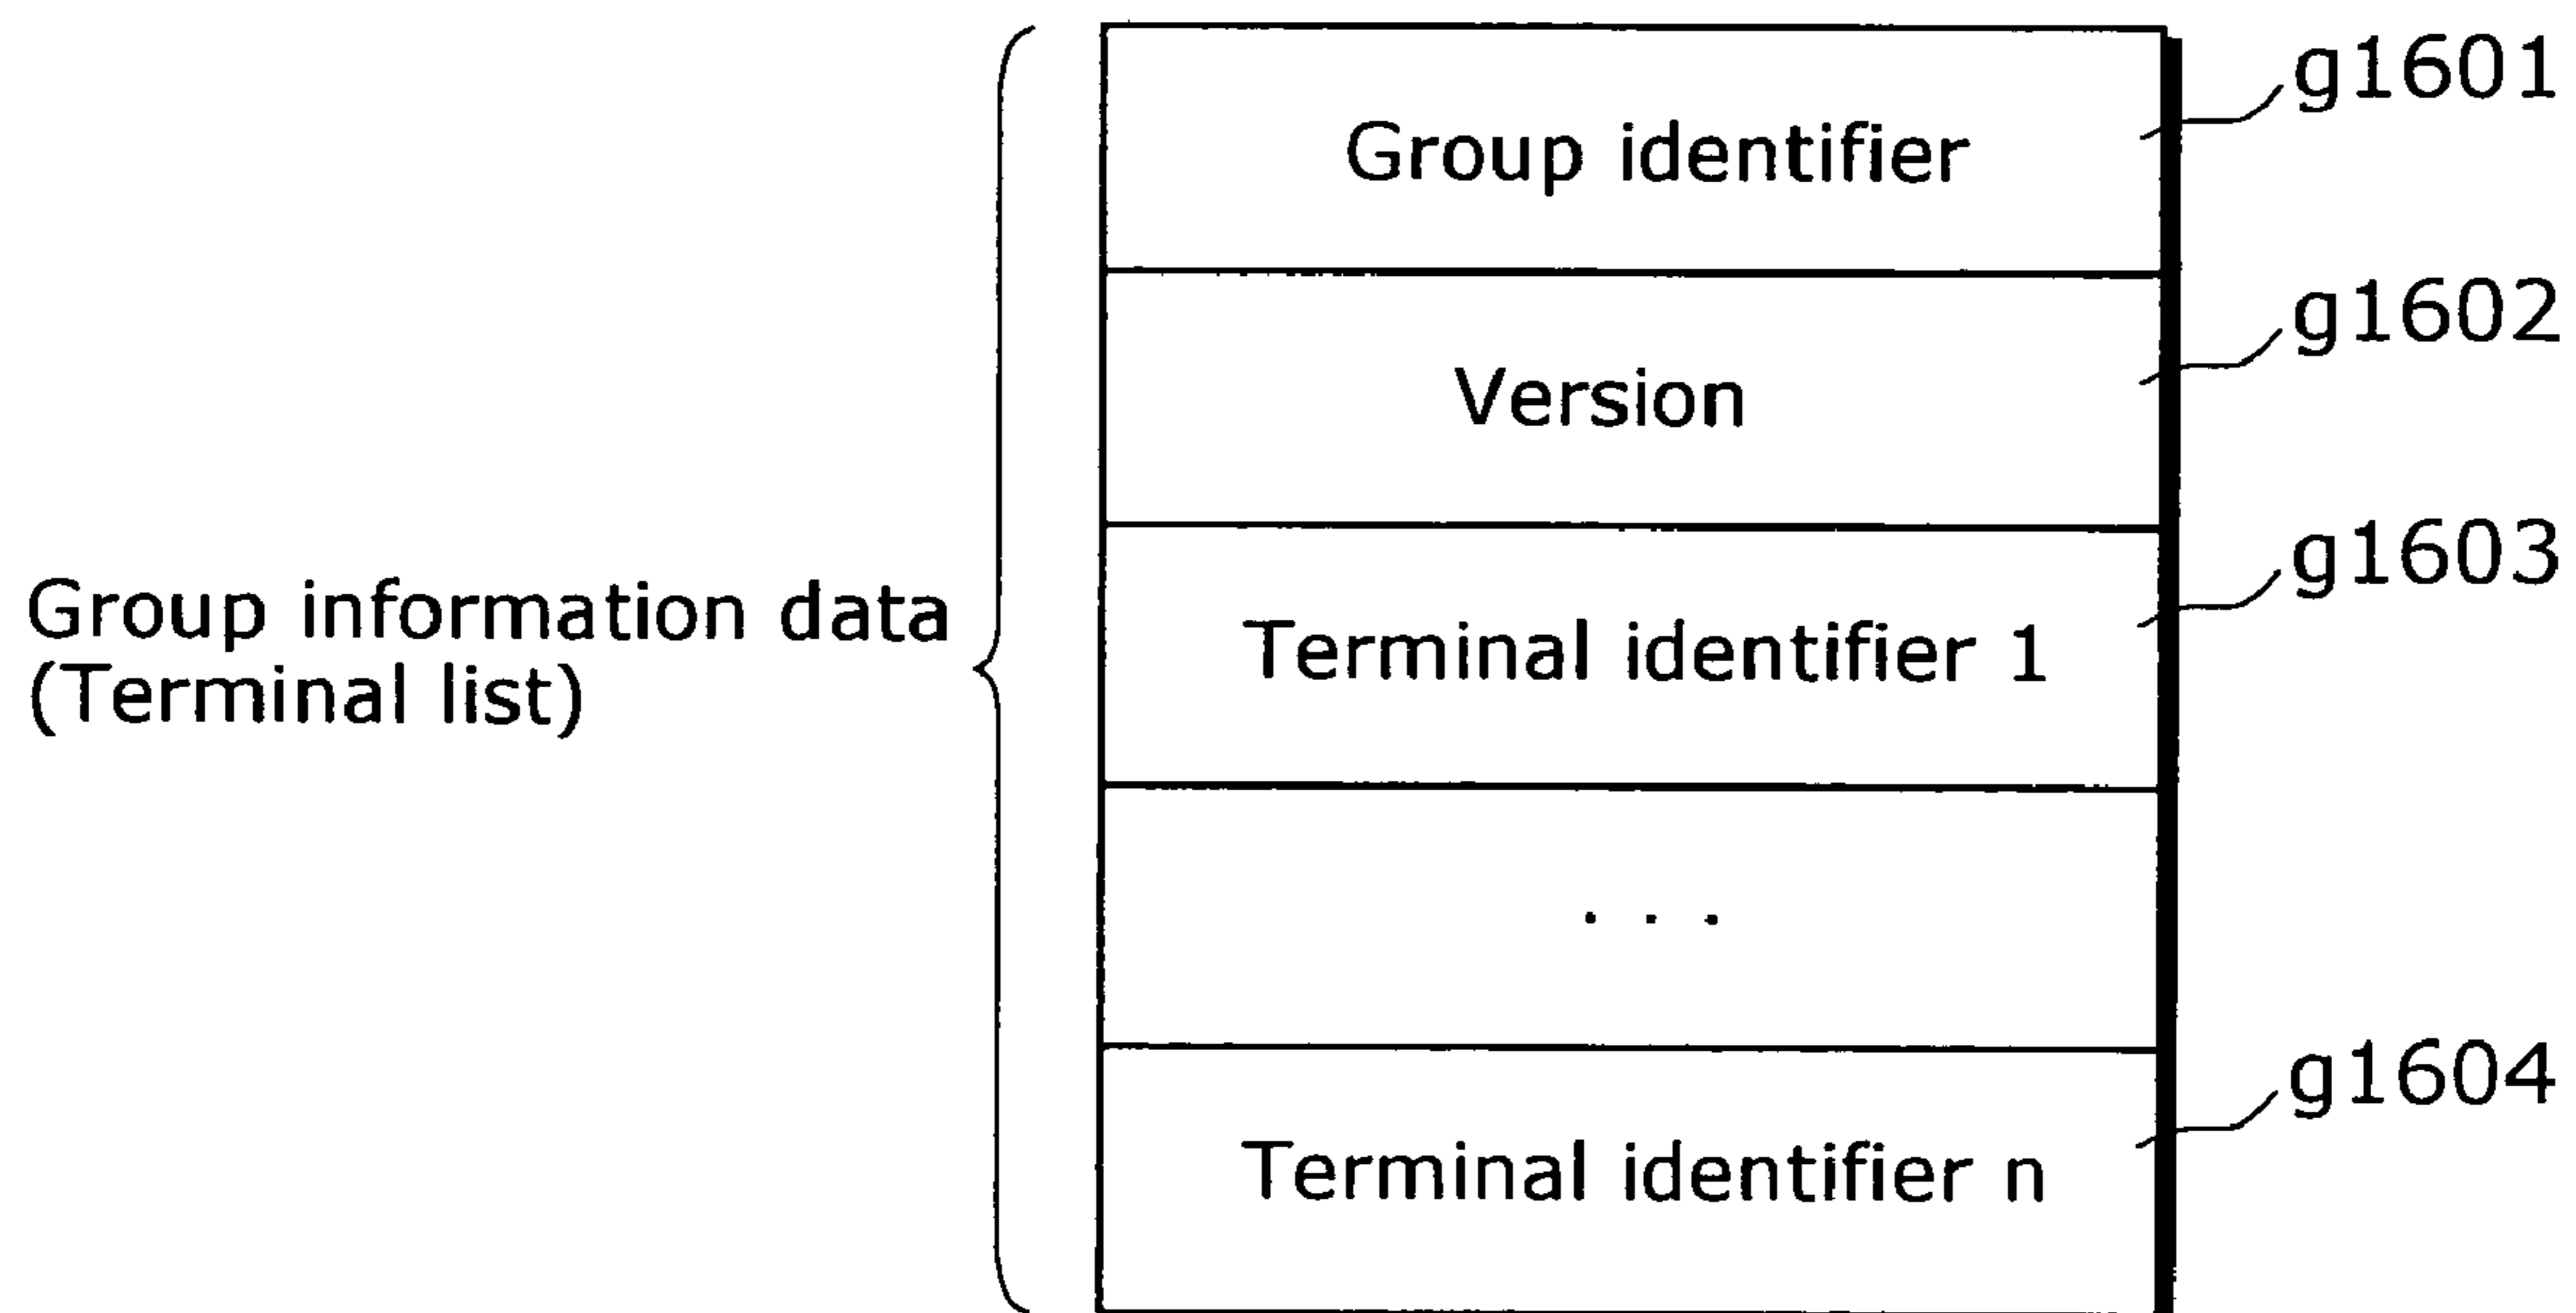 g1601
Group identifier
g1602
Version
g1603
Group information data
(Terminal list)
Terminal identifier 1
. . .
g1604
Terminal identifier n